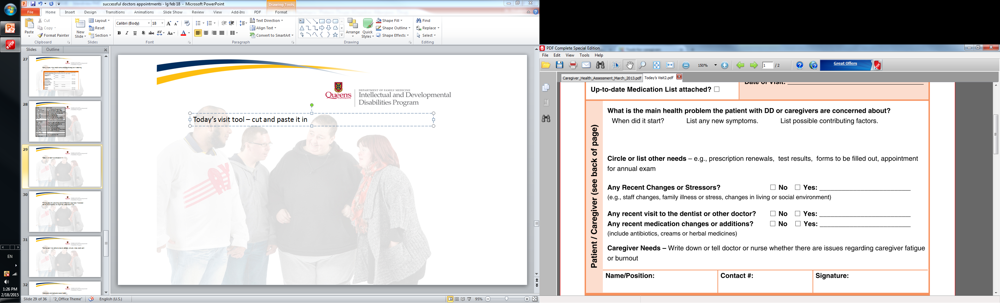 successful doctors appointments - lg feb 18 - Microsoft PowerPoint
Drawing Tools
File Home Insert Design Transitions Animations Slide Show Review View Add-Ins PDF Format
Paste
Cut
Copy
Format Painter
Clipboard
New Slide
Layout
Reset
Section
Slides
Calibri (Body) 18
Font
Text Direction
Align Text
Convert to SmartArt
Paragraph
Arrange
Quick Styles
Shape Fill
Shape Outline
Shape Effects
Drawing
Find
Replace
Select
Editing
Slides Outline
27
28
29
30
31
32
Queen's
UNIVERSITY
DEPARTMENT OF FAMILY MEDICINE
Intellectual and Developmental
Disabilities Program
Today's visit tool – cut and paste it in
EN
1:26 PM
2/18/2015
Slide 29 of 36 "2_Office Theme" English (U.S.) 95%
PDF Complete Special Edition
File Edit View Tools Help
150% 1 / 2 Great Offers
Caregiver_Health_Assessment_March_2013.pdf Today's Visit2.pdf
Date of Visit:
Up-to-date Medication List attached? ☐
Patient / Caregiver (see back of page)
What is the main health problem the patient with DD or caregivers are concerned about?
When did it start? List any new symptoms. List possible contributing factors.
Circle or list other needs – e.g., prescription renewals, test results, forms to be filled out, appointment
for annual exam
Any Recent Changes or Stressors? ☐ No ☐ Yes:
(e.g., staff changes, family illness or stress, changes in living or social environment)
Any recent visit to the dentist or other doctor? ☐ No ☐ Yes:
Any recent medication changes or additions? ☐ No ☐ Yes:
(include antibiotics, creams or herbal medicines)
Caregiver Needs – Write down or tell doctor or nurse whether there are issues regarding caregiver fatigue
or burnout
Name/Position: Contact #: Signature: